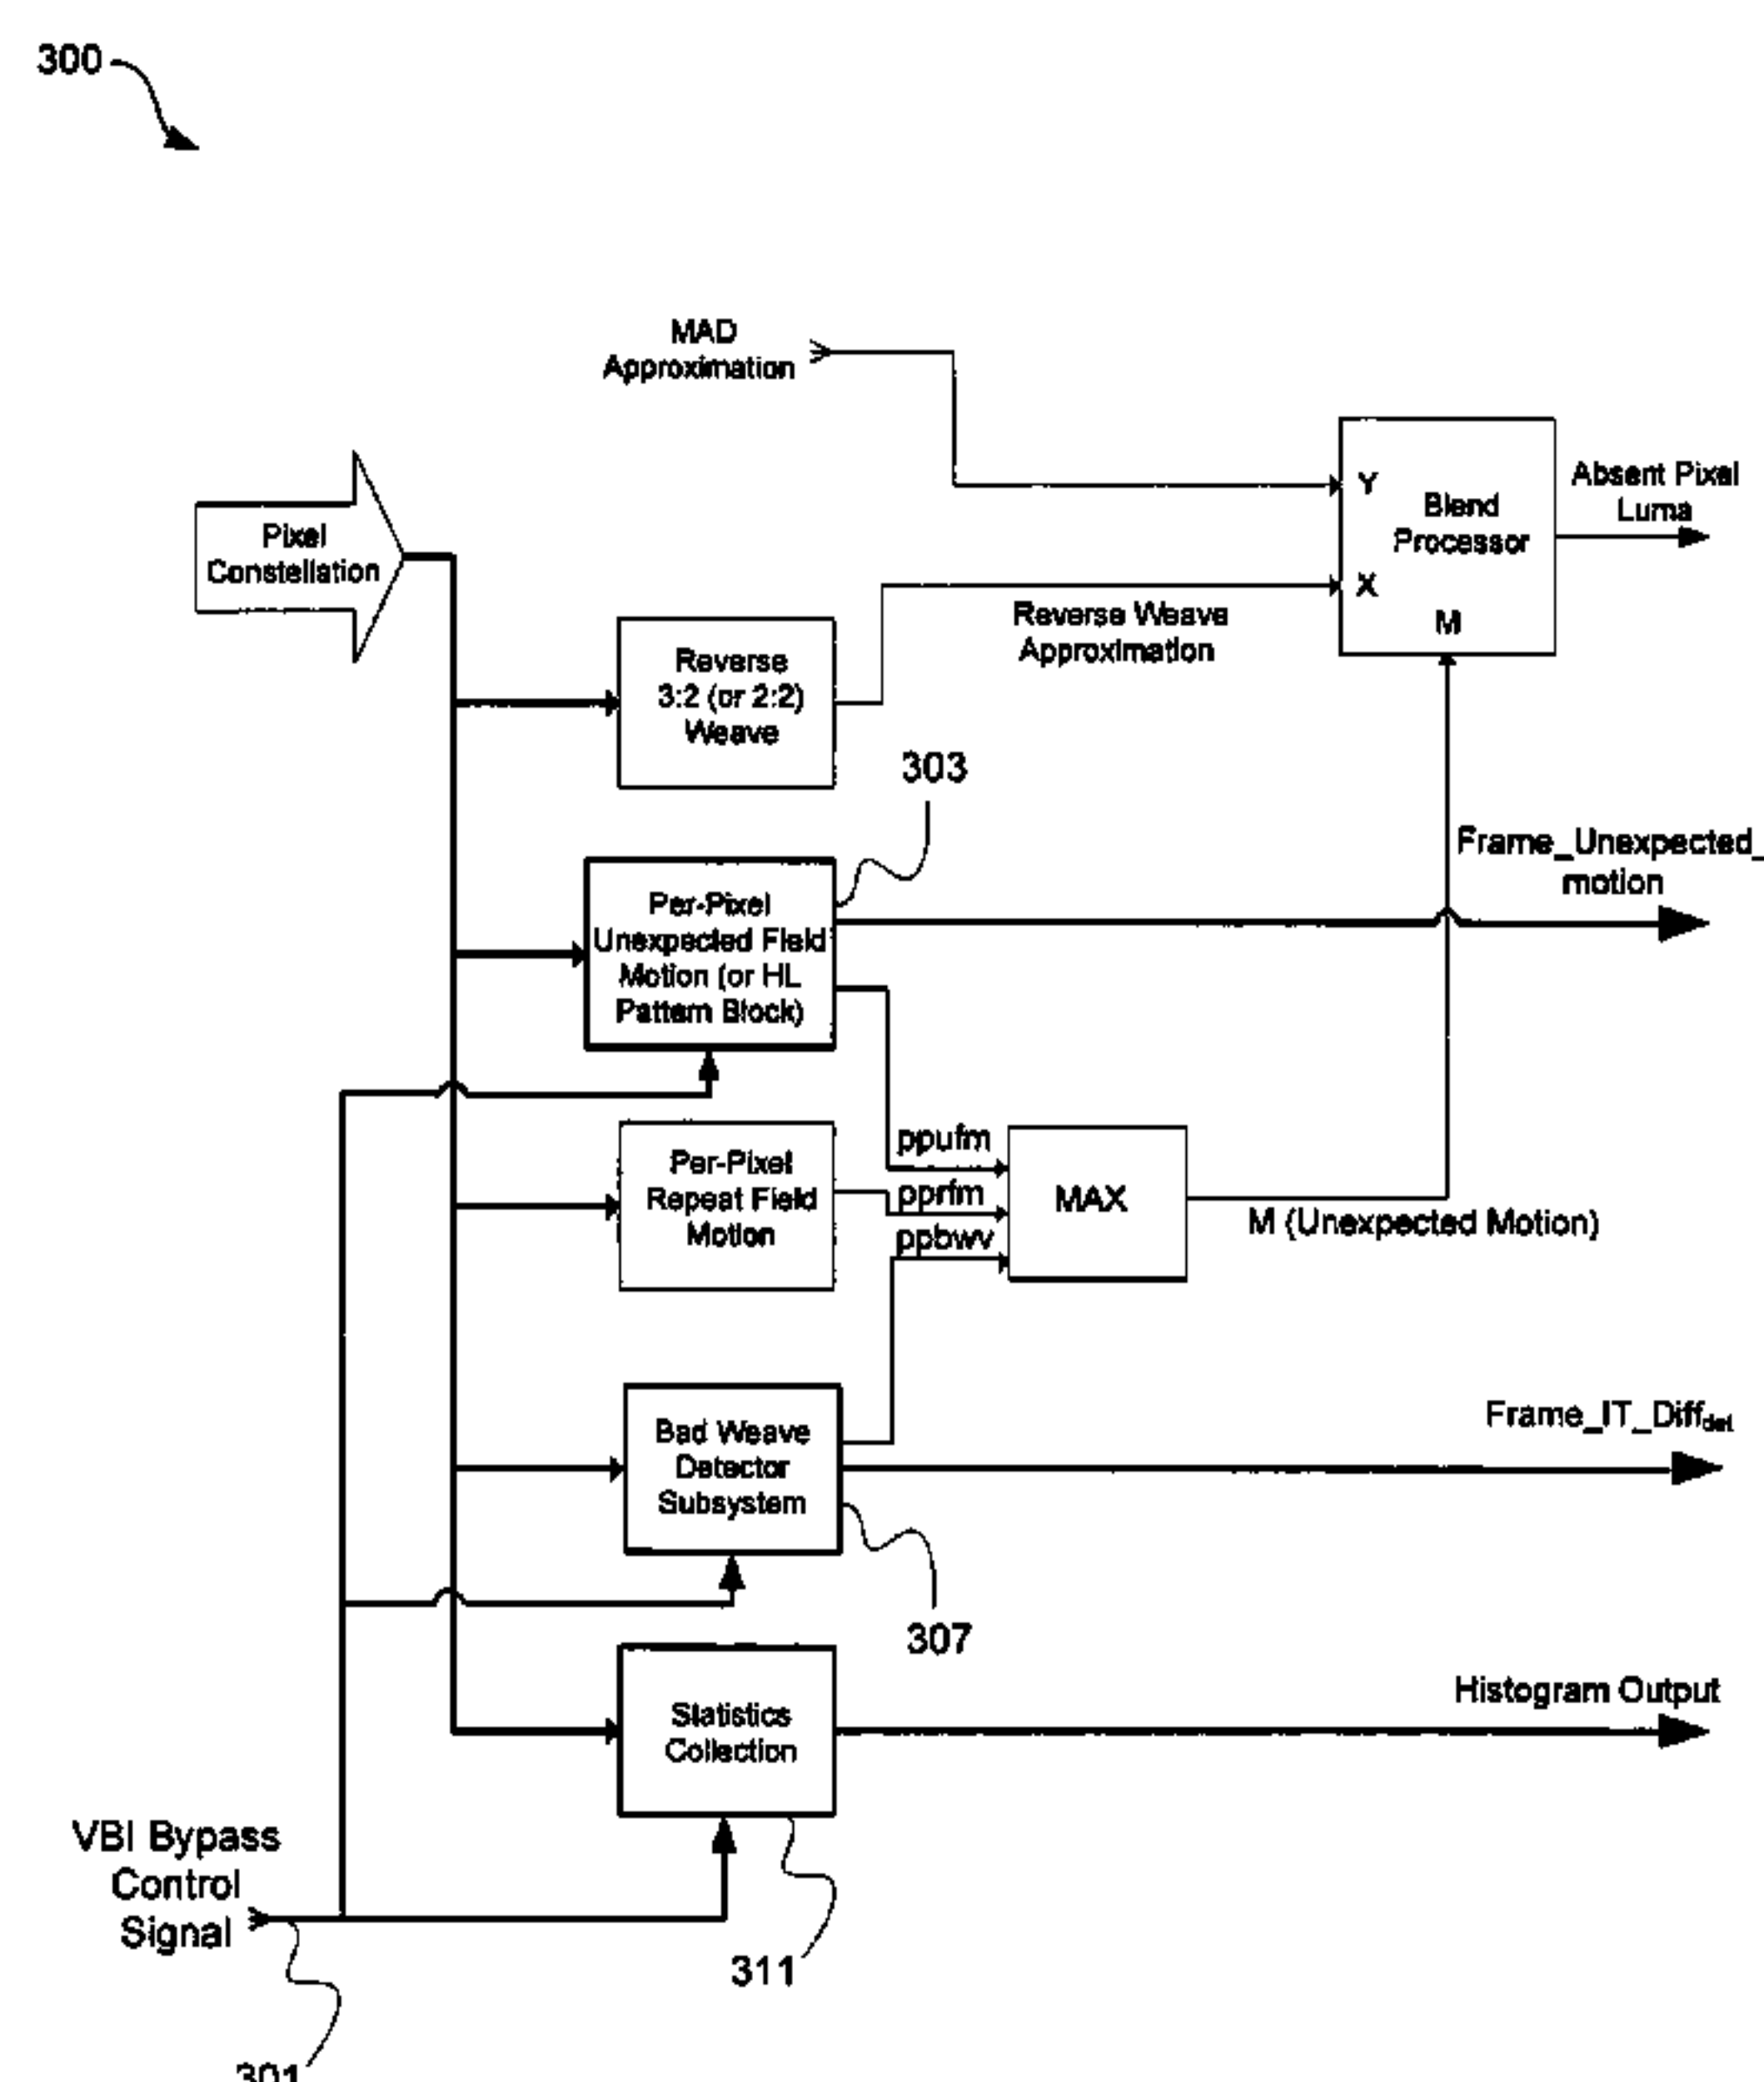 300
MAD
Approximation
Y
Blend
Processor
X
M
Absent Pixel
Luma
Pixel
Constellation
Reverse
3:2 (or 2:2)
Weave
Reverse Weave
Approximation
303
Per-Pixel
Unexpected Field
Motion (or HL
Pattern Block)
Frame_Unexpected_
motion
Per-Pixel
Repeat Field
Motion
ppufm
pprfm
ppbwv
MAX
M (Unexpected Motion)
Bad Weave
Detector
Subsystem
Frame_IT_Diffdet
307
Statistics
Collection
Histogram Output
VBI Bypass
Control
Signal
311
301